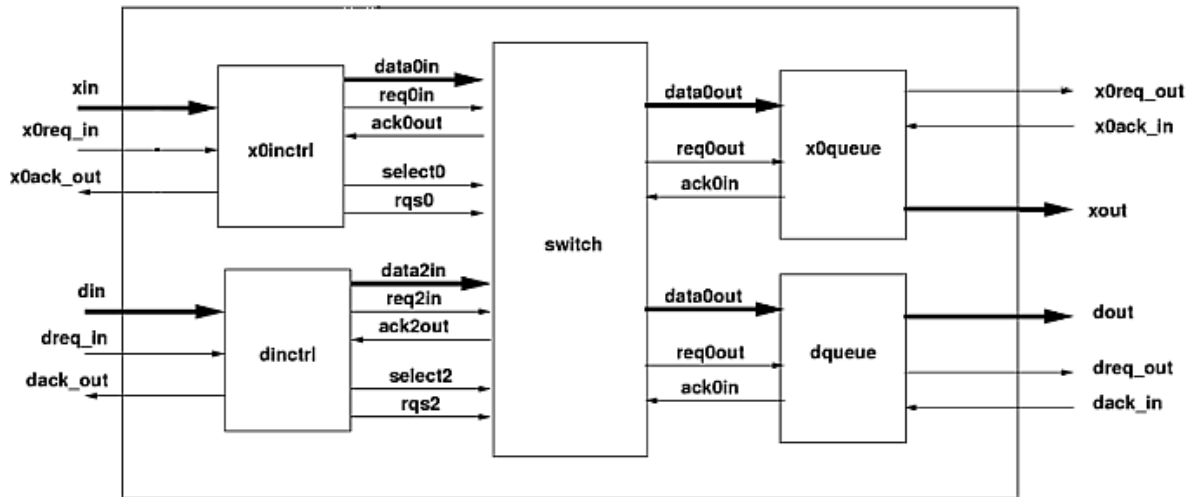 xin
x0req_in
x0ack_out
x0inctrl
data0in
req0in
ack0out
select0
rqs0
din
dreq_in
dack_out
dinctrl
data2in
req2in
ack2out
select2
rqs2
switch
data0out
req0out
ack0in
x0queue
x0req_out
x0ack_in
xout
data0out
req0out
ack0in
dqueue
dout
dreq_out
dack_in